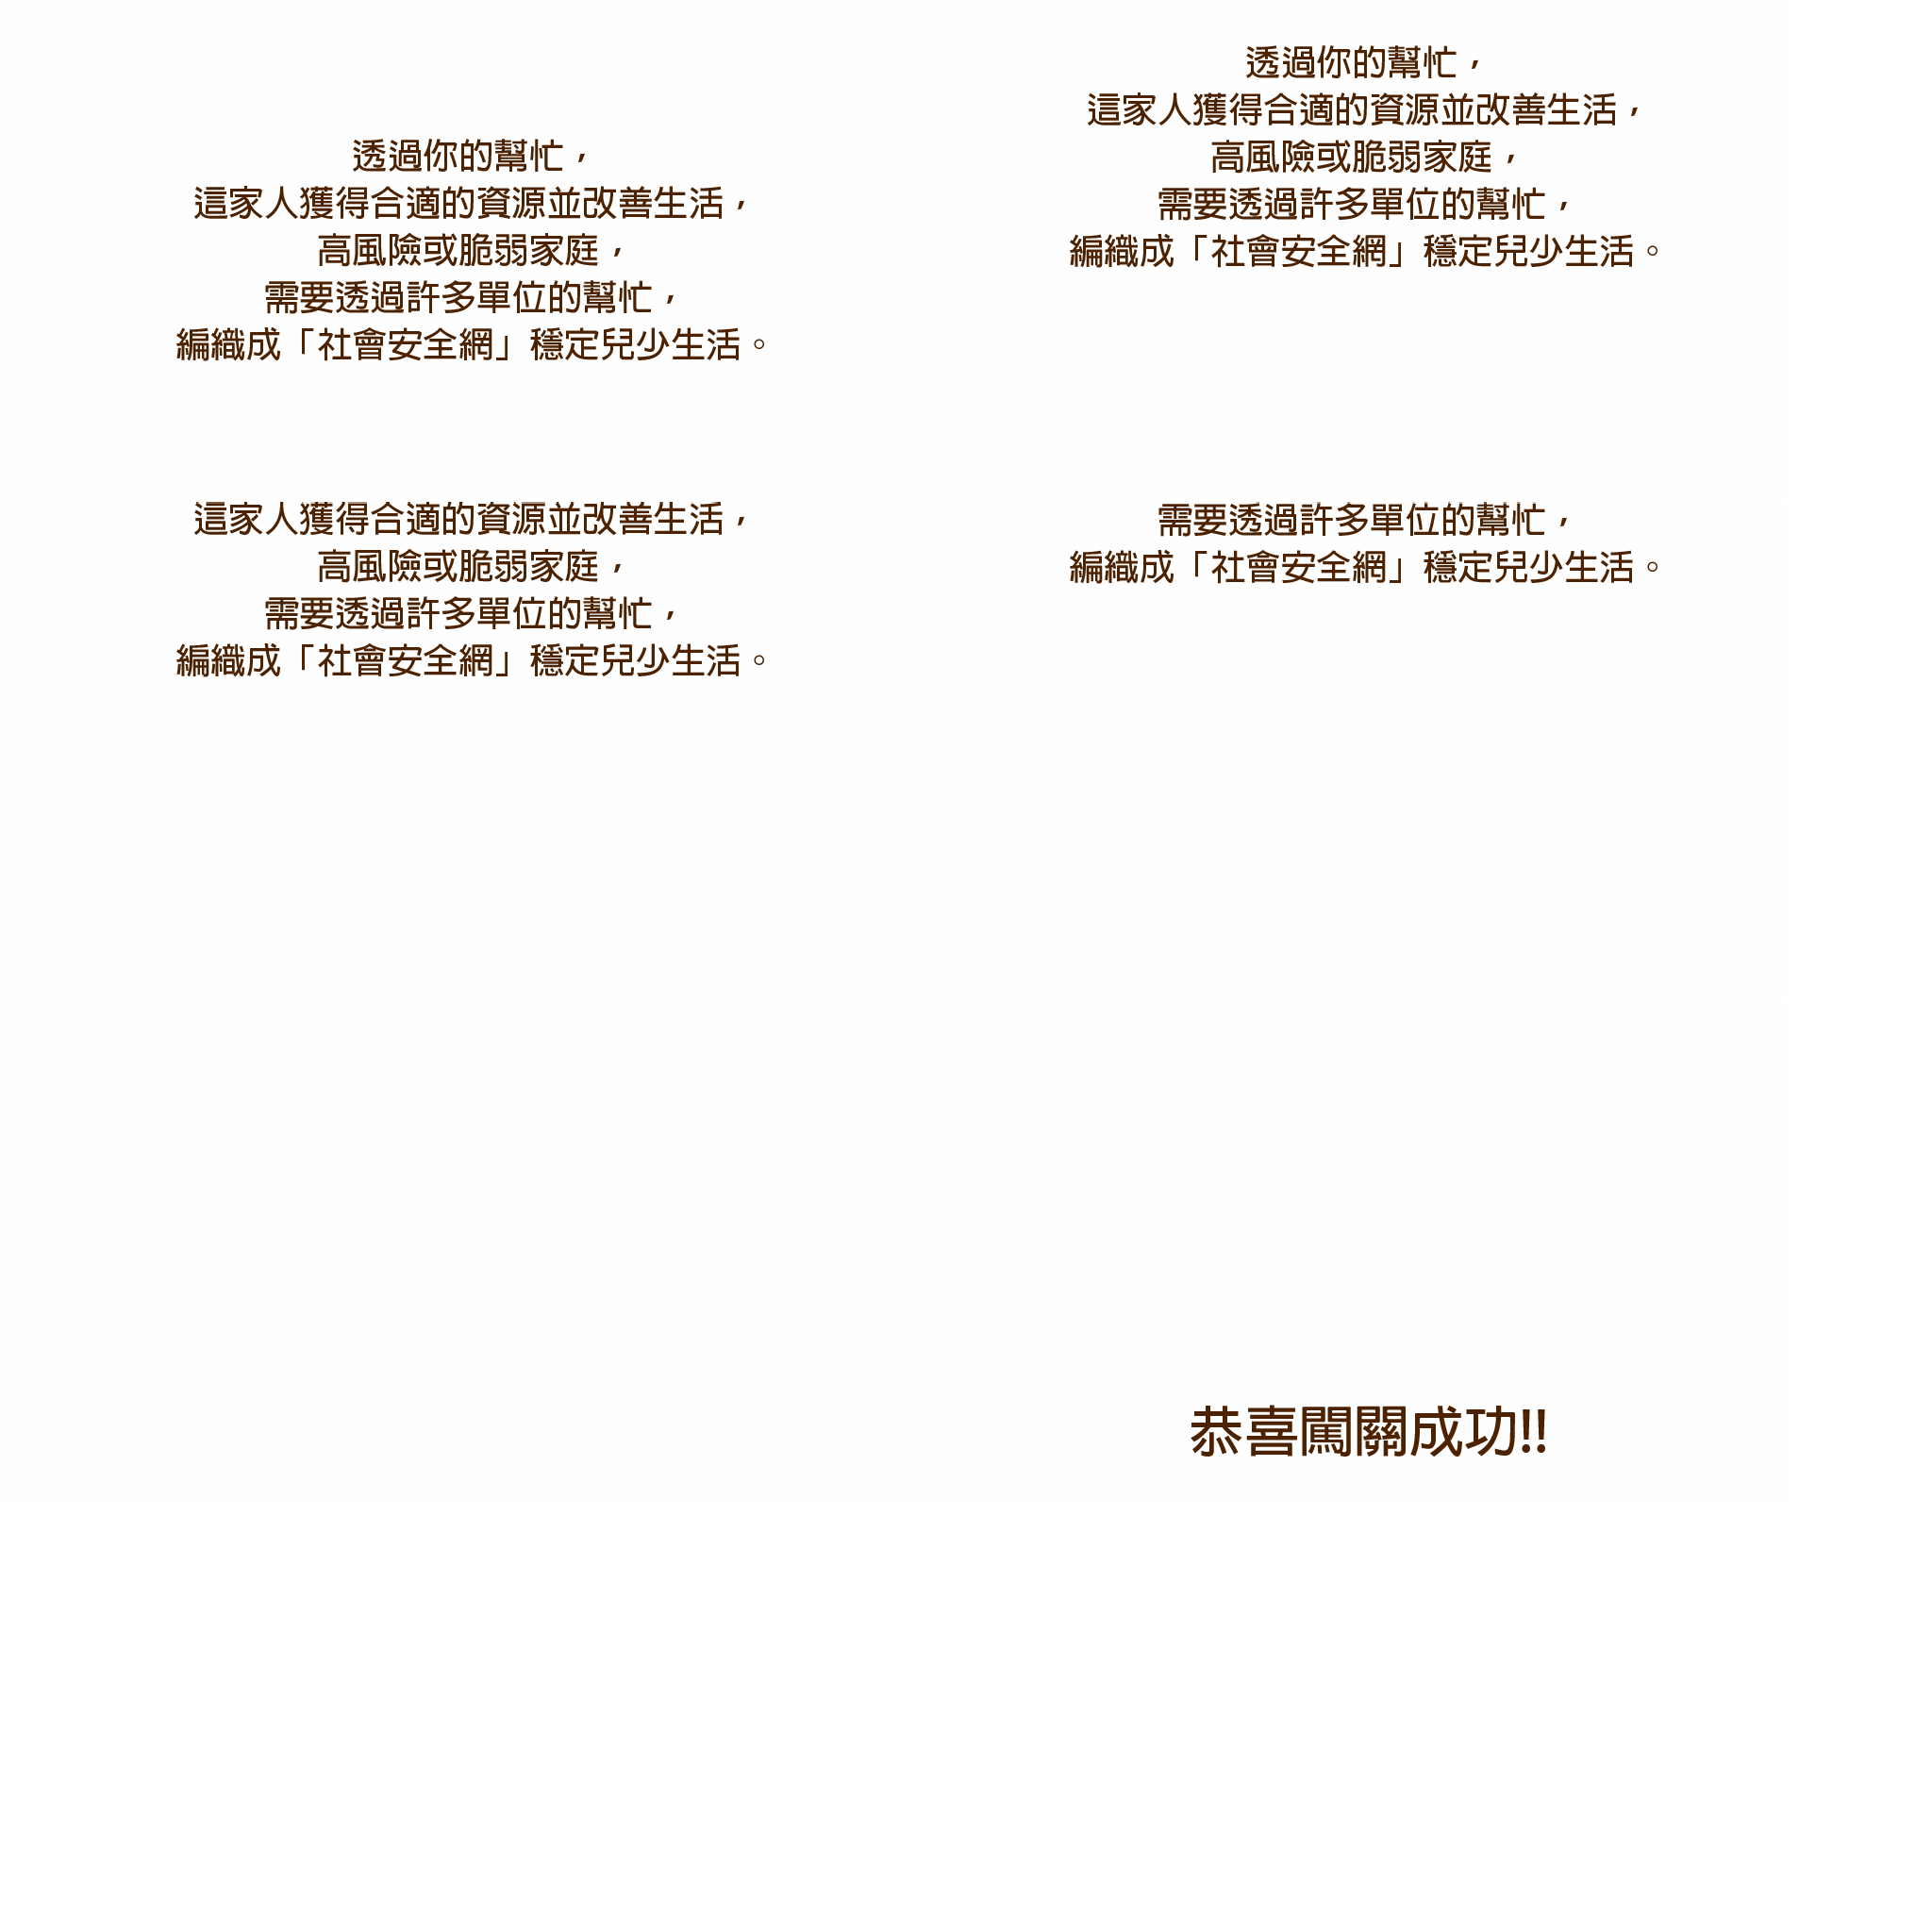 透過你的幫忙，
這家人獲得合適的資源並改善生活，
高風險或脆弱家庭，
需要透過許多單位的幫忙，
編織成「社會安全網」穩定兒少生活。
透過你的幫忙，
這家人獲得合適的資源並改善生活，
高風險或脆弱家庭，
需要透過許多單位的幫忙，
編織成「社會安全網」穩定兒少生活。
這家人獲得合適的資源並改善生活，
高風險或脆弱家庭，
需要透過許多單位的幫忙，
編織成「社會安全網」穩定兒少生活。
需要透過許多單位的幫忙，
編織成「社會安全網」穩定兒少生活。
恭喜闖關成功!!